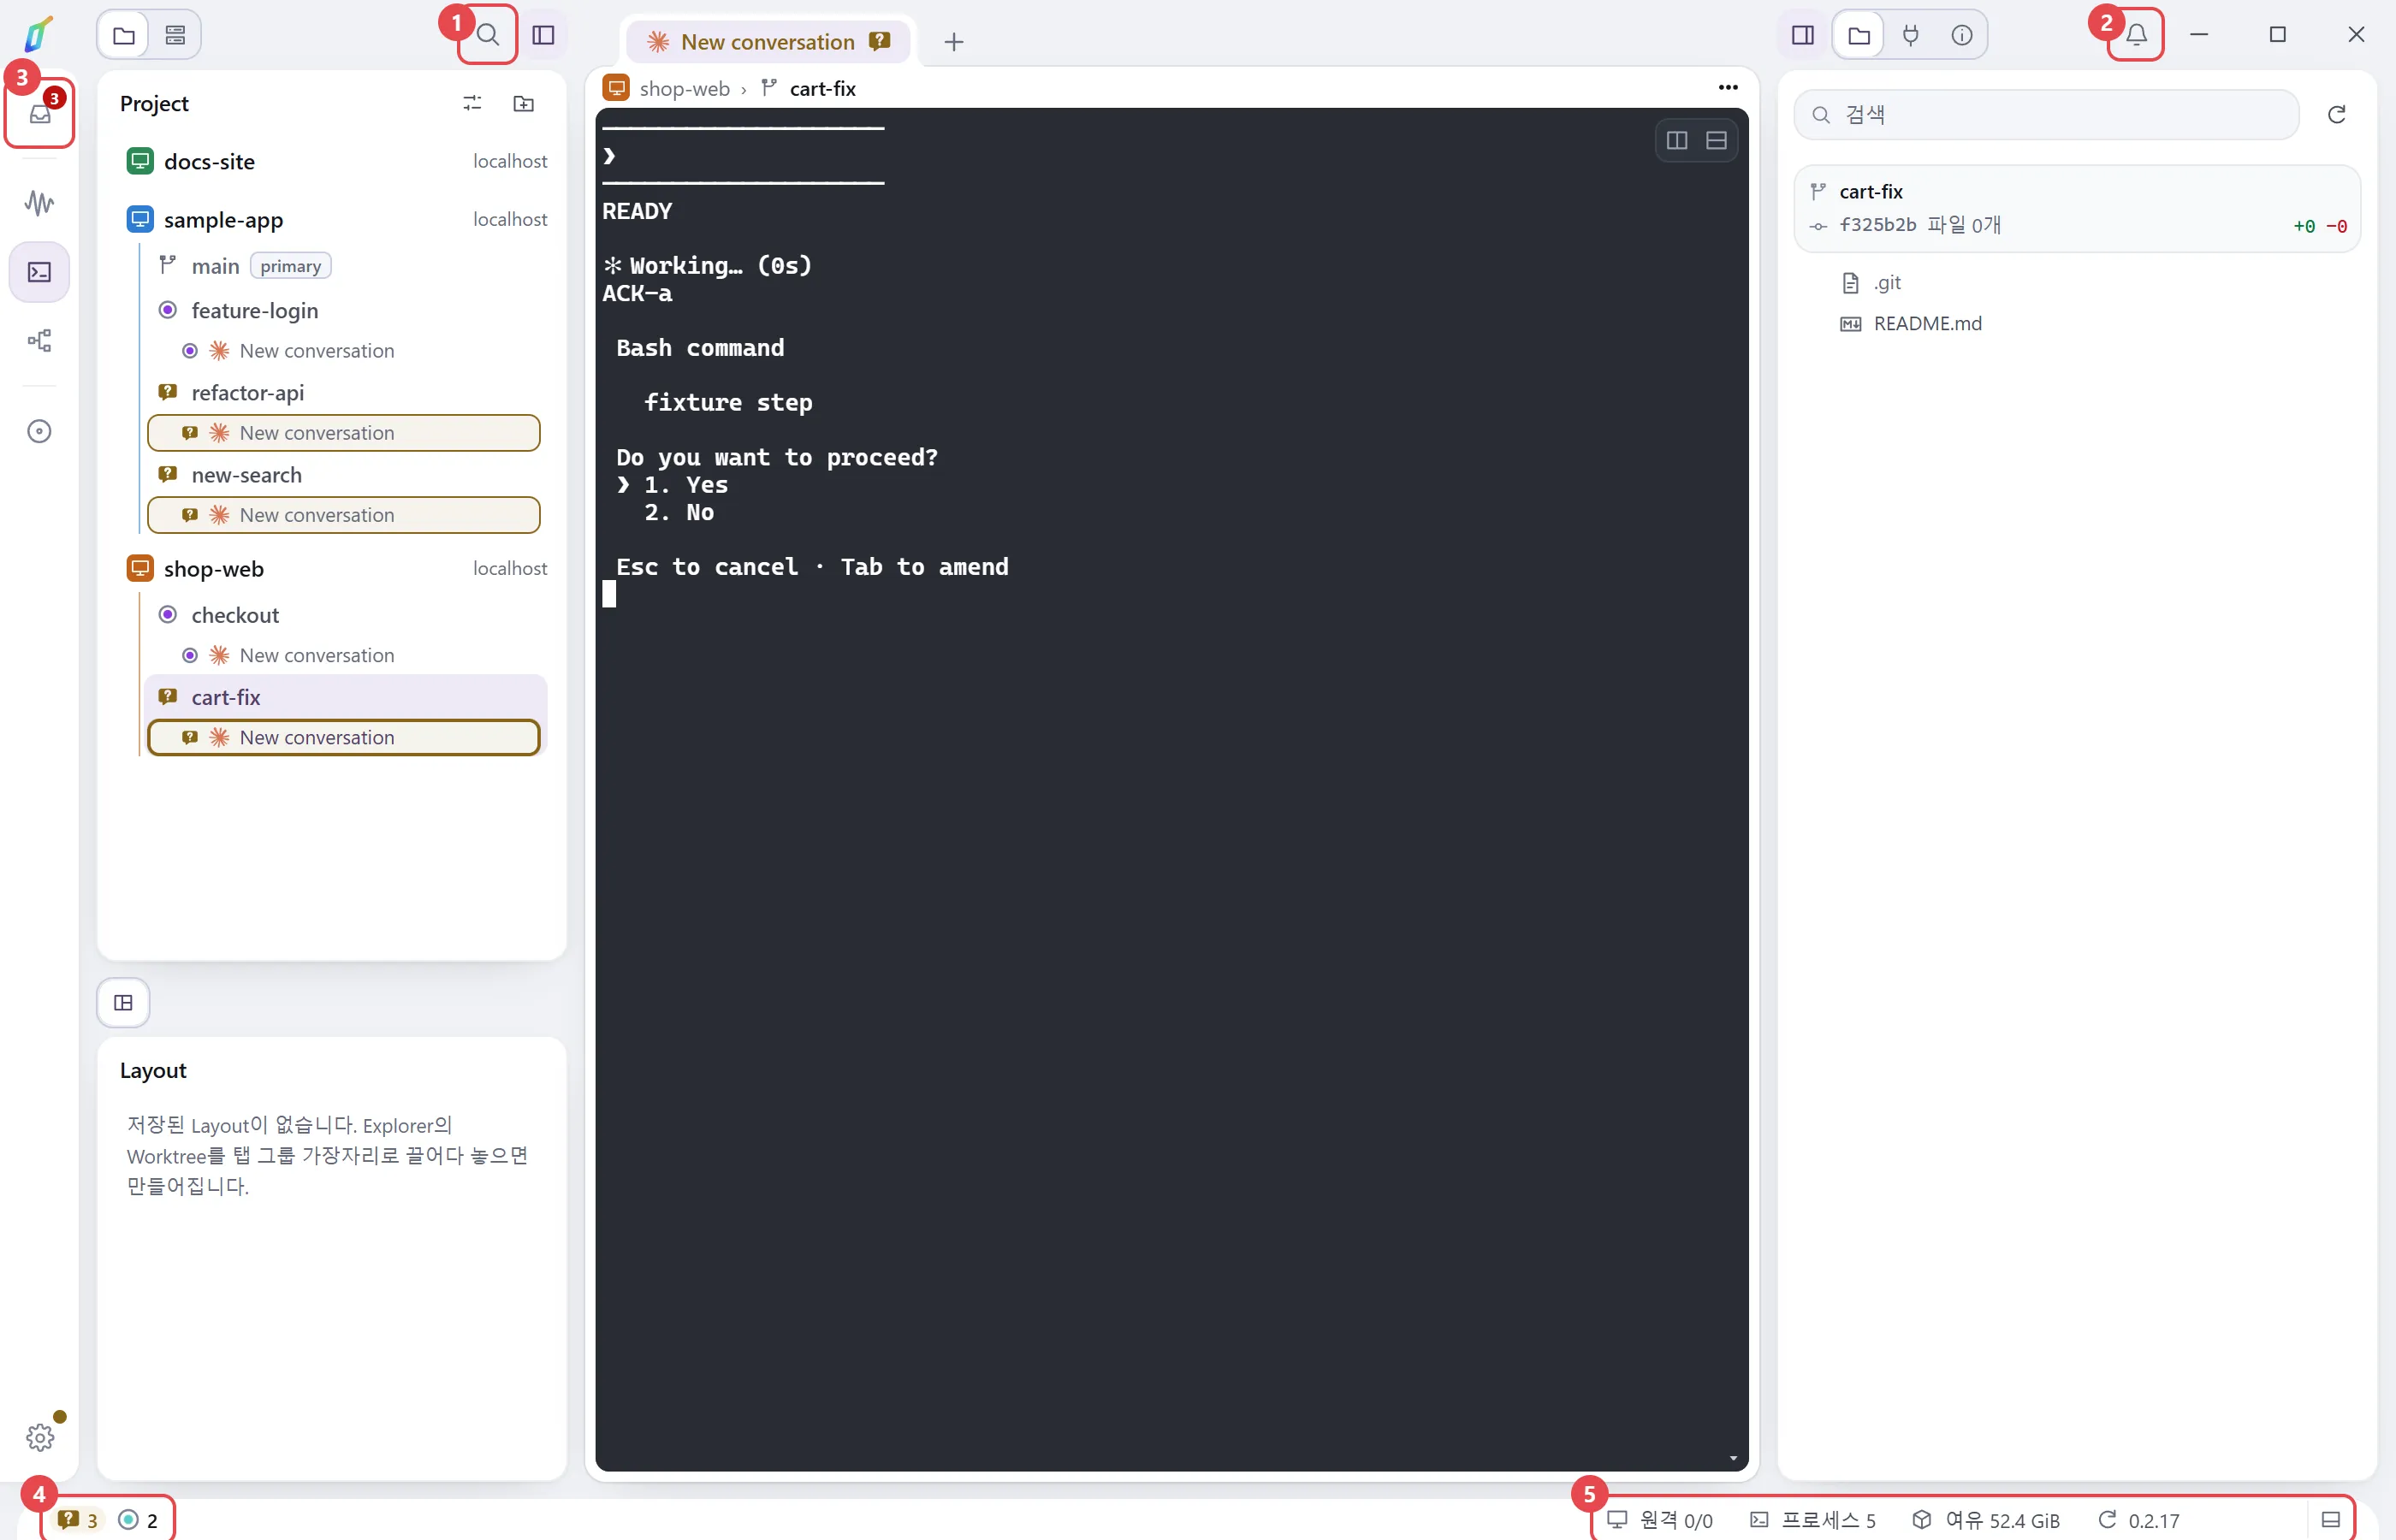 1
2
3
3
New conversation
Project
docs-site
localhost
sample-app
localhost
main
primary
feature-login
New conversation
refactor-api
New conversation
new-search
New conversation
shop-web
localhost
checkout
New conversation
cart-fix
New conversation
Layout
저장된 Layout이 없습니다. Explorer의
Worktree를 탭 그룹 가장자리로 끌어다 놓으면
만들어집니다.
shop-web › cart-fix
❯
READY
✻ Working… (0s)
ACK-a
Bash command
fixture step
Do you want to proceed?
❯ 1. Yes
2. No
Esc to cancel · Tab to amend
검색
cart-fix
f325b2b 파일 0개 +0 −0
.git
README.md
4
3 2
5
원격 0/0 프로세스 5 여유 52.4 GiB 0.2.17